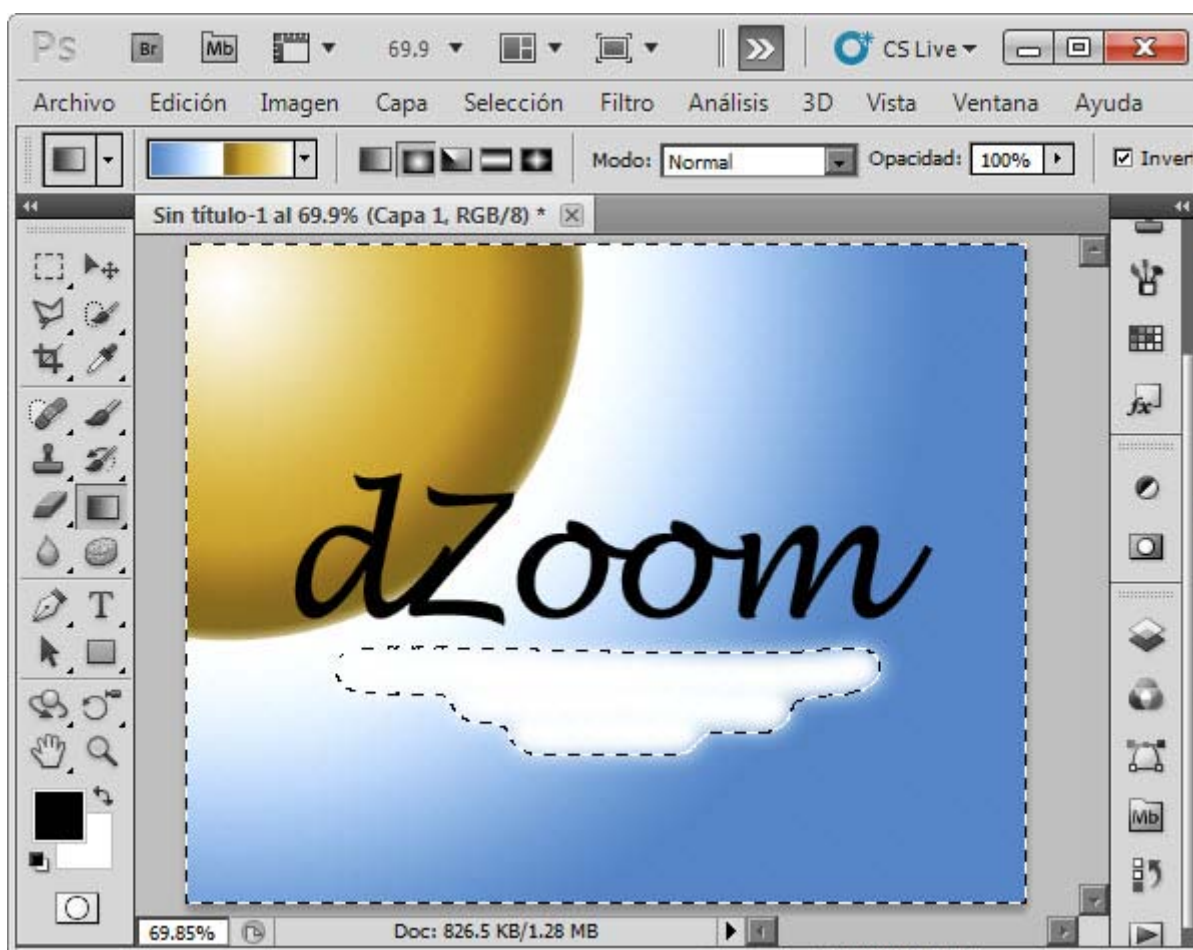 Ps Br Mb 69.9 CS Live
Archivo Edición Imagen Capa Selección Filtro Análisis 3D Vista Ventana Ayuda
Modo: Normal Opacidad: 100% Inver
Sin título-1 al 69.9% (Capa 1, RGB/8) *
dZoom
T
fx
Mb
69.85% Doc: 826.5 KB/1.28 MB